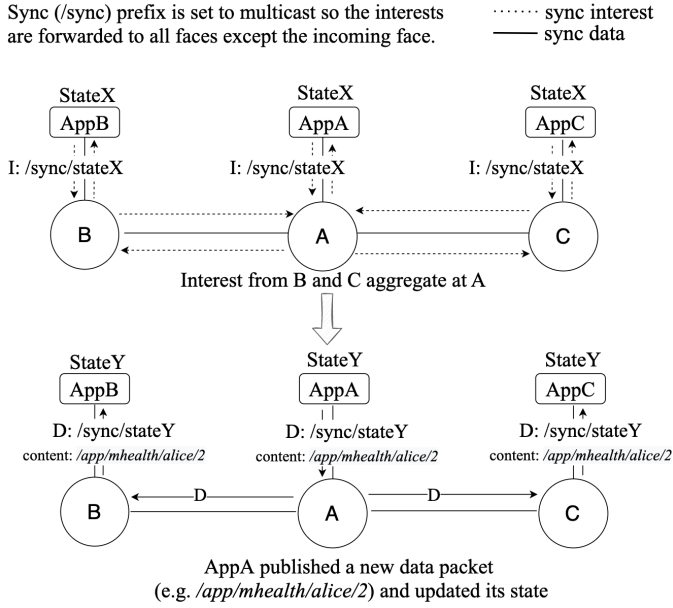 Sync (/sync) prefix is set to multicast so the interests
are forwarded to all faces except the incoming face.
sync interest
sync data
StateX
StateX
StateX
AppB
AppA
AppC
I: /sync/stateX
I: /sync/stateX
I: /sync/stateX
B
A
C
Interest from B and C aggregate at A
StateY
StateY
StateY
AppB
AppA
AppC
D: /sync/stateY
D: /sync/stateY
D: /sync/stateY
content: /app/mhealth/alice/2
content: /app/mhealth/alice/2
content: /app/mhealth/alice/2
D
D
B
A
C
AppA published a new data packet
(e.g. /app/mhealth/alice/2) and updated its state